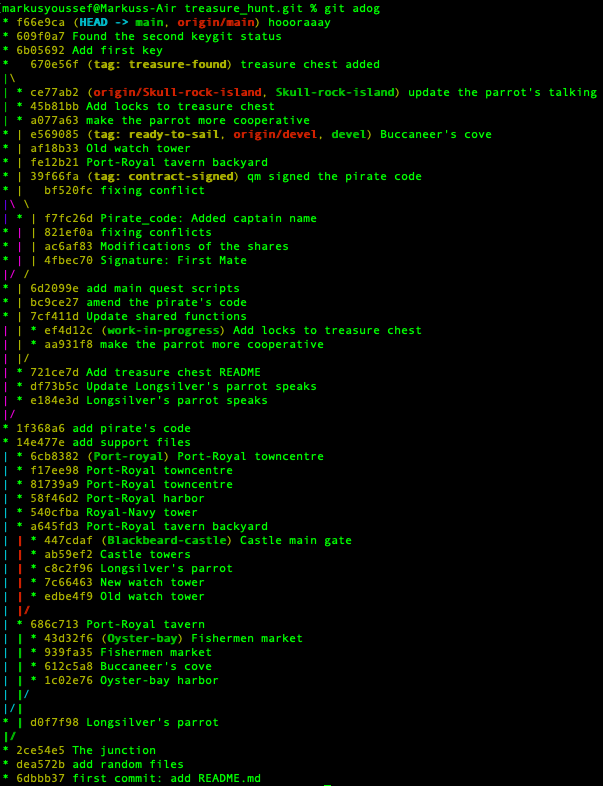 markusyoussef@Markuss-Air treasure_hunt.git % git adog
* f66e9ca (HEAD -> main, origin/main) hoooraaay
* 609f0a7 Found the second keygit status
* 6b05692 Add first key
*   670e56f (tag: treasure-found) treasure chest added
|\
| * ce77ab2 (origin/Skull-rock-island, Skull-rock-island) update the parrot's talking
* | 45b81bb Add locks to treasure chest
* | a077a63 make the parrot more cooperative
* | e569085 (tag: ready-to-sail, origin/devel, devel) Buccaneer's cove
* | af18b33 Old watch tower
* | fe12b21 Port-Royal tavern backyard
* | 39f66fa (tag: contract-signed) qm signed the pirate code
* |   bf520fc fixing conflict
|\ \
| * | f7fc26d Pirate_code: Added captain name
* | | 821ef0a fixing conflicts
* | | ac6af83 Modifications of the shares
* | | 4fbec70 Signature: First Mate
|/ /
* | 6d2099e add main quest scripts
* | bc9ce27 amend the pirate's code
* | 7cf411d Update shared functions
| | * ef4d12c (work-in-progress) Add locks to treasure chest
| | * aa931f8 make the parrot more cooperative
| |/
| * 721ce7d Add treasure chest README
| * df73b5c Update Longsilver's parrot speaks
| * e184e3d Longsilver's parrot speaks
|/
* 1f368a6 add pirate's code
* 14e477e add support files
| * 6cb8382 (Port-royal) Port-Royal towncentre
| * f17ee98 Port-Royal towncentre
| * 81739a9 Port-Royal towncentre
| * 58f46d2 Port-Royal harbor
| * 540cfba Royal-Navy tower
| * a645fd3 Port-Royal tavern backyard
| | * 447cdaf (Blackbeard-castle) Castle main gate
| | * ab59ef2 Castle towers
| | * c8c2f96 Longsilver's parrot
| | * 7c66463 New watch tower
| | * edbe4f9 Old watch tower
| |/
| * 686c713 Port-Royal tavern
| | * 43d32f6 (Oyster-bay) Fishermen market
| | * 939fa35 Fishermen market
| | * 612c5a8 Buccaneer's cove
| | * 1c02e76 Oyster-bay harbor
| |/
|/|
* | d0f7f98 Longsilver's parrot
|/
* 2ce54e5 The junction
* dea572b add random files
* 6dbbb37 first commit: add README.md